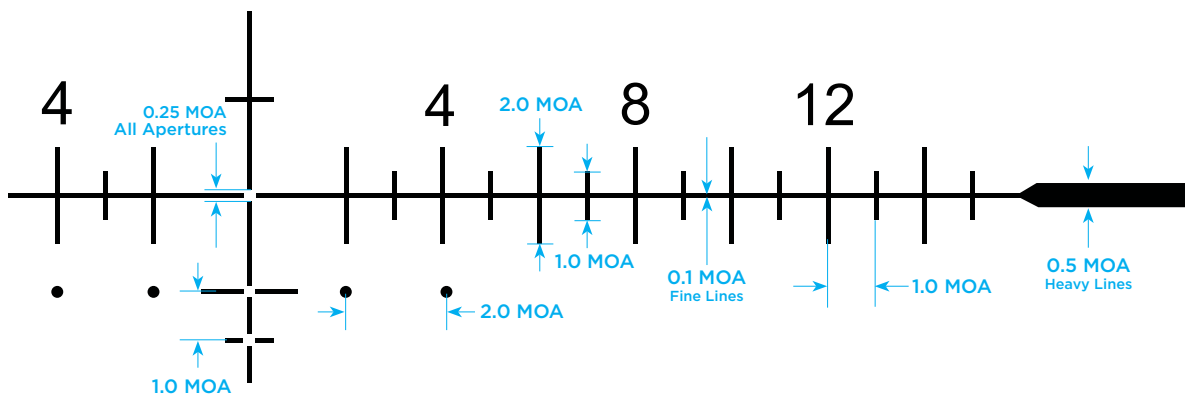 4
4
8
12
0.25 MOA
All Apertures
2.0 MOA
1.0 MOA
0.1 MOA
Fine Lines
0.5 MOA
Heavy Lines
1.0 MOA
2.0 MOA
1.0 MOA